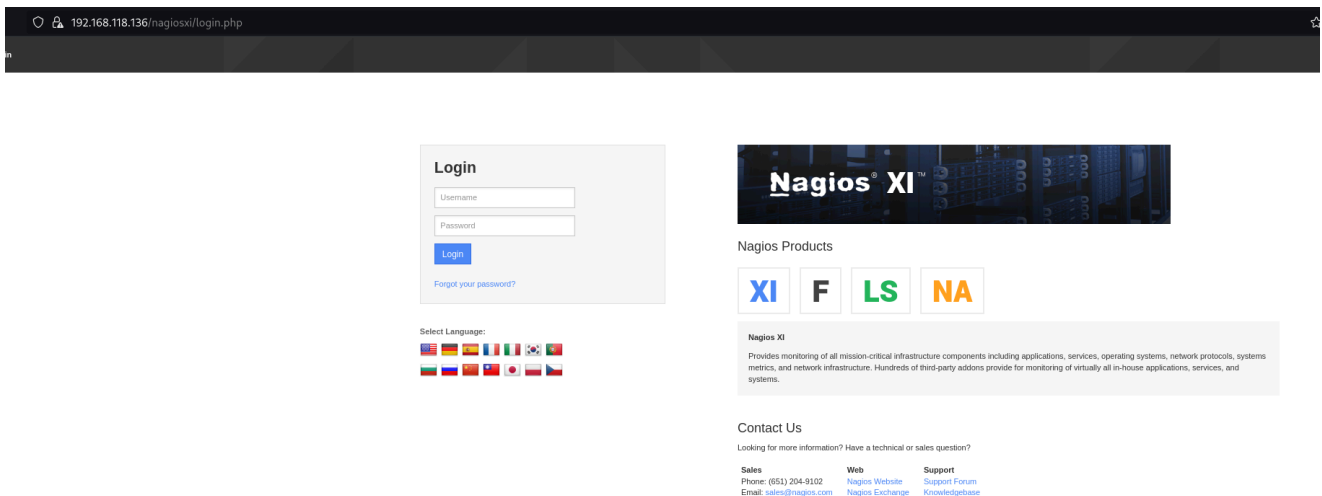 192.168.118.136/nagiosxi/login.php
in
Login
Username
Password
Login
Forgot your password?
Select Language:
Nagios® XI™
Nagios Products
XI F LS NA
Nagios XI
Provides monitoring of all mission-critical infrastructure components including applications, services, operating systems, network protocols, systems
metrics, and network infrastructure. Hundreds of third-party addons provide for monitoring of virtually all in-house applications, services, and
systems.
Contact Us
Looking for more information? Have a technical or sales question?
Sales Web Support
Phone: (651) 204-9102 Nagios Website Support Forum
Email: sales@nagios.com Nagios Exchange Knowledgebase